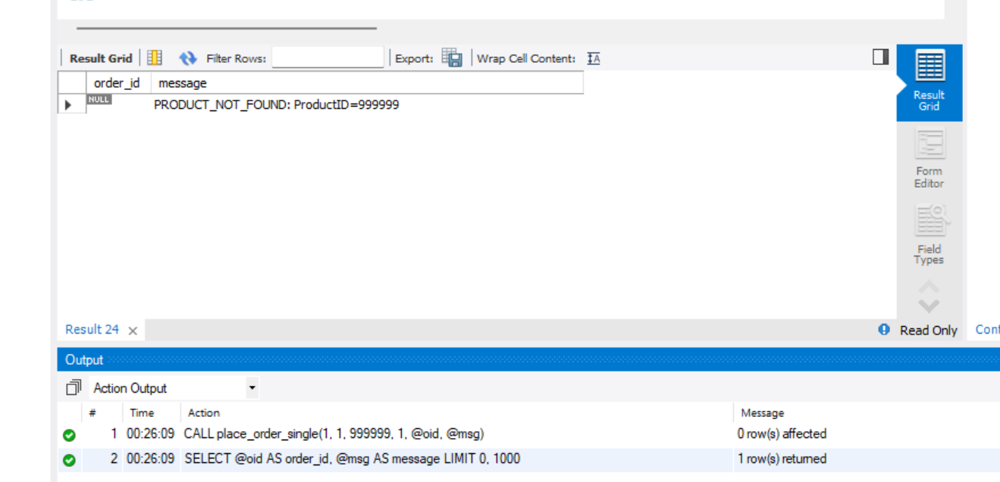 Result Grid Filter Rows: Export: Wrap Cell Content: IA
order_id message
NULL PRODUCT_NOT_FOUND: ProductID=999999
Result
Grid
Form
Editor
Field
Types
Result 24 × Read Only Cont
Output
Action Output
# Time Action Message
1 00:26:09 CALL place_order_single(1, 1, 999999, 1, @oid, @msg) 0 row(s) affected
2 00:26:09 SELECT @oid AS order_id, @msg AS message LIMIT 0, 1000 1 row(s) returned